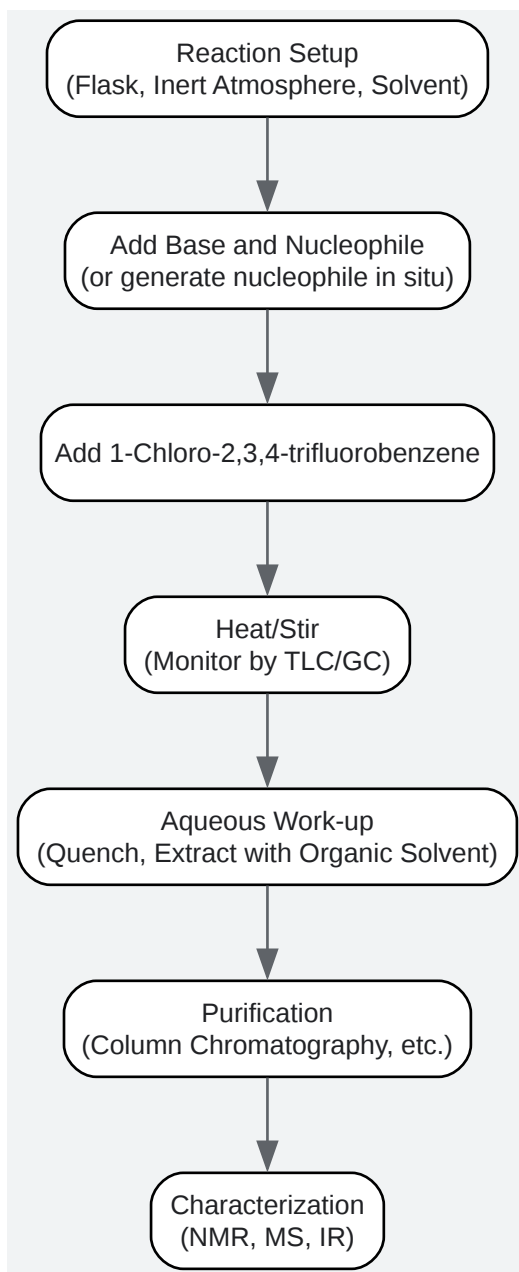 Reaction Setup
(Flask, Inert Atmosphere, Solvent)
Add Base and Nucleophile
(or generate nucleophile in situ)
Add 1-Chloro-2,3,4-trifluorobenzene
Heat/Stir
(Monitor by TLC/GC)
Aqueous Work-up
(Quench, Extract with Organic Solvent)
Purification
(Column Chromatography, etc.)
Characterization
(NMR, MS, IR)